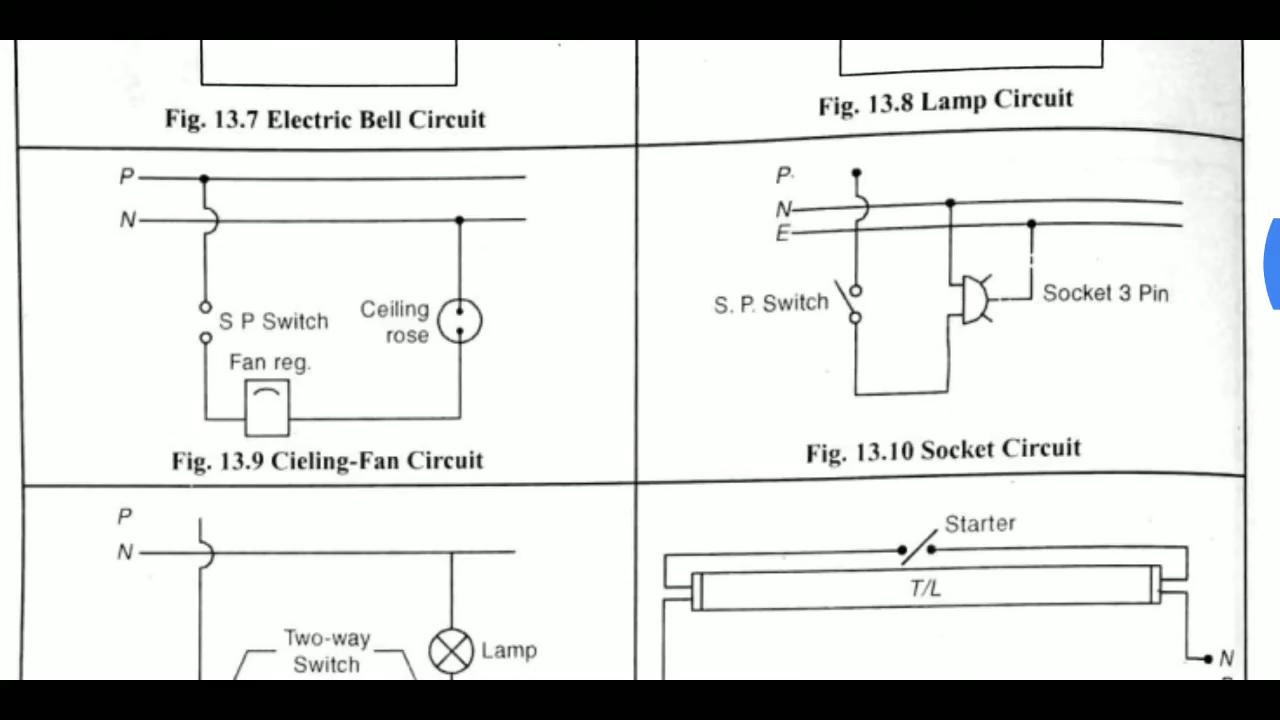 Fig. 13.7 Electric Bell Circuit
Fig. 13.8 Lamp Circuit
P
N
S P Switch
Ceiling
rose
Fan reg.
Fig. 13.9 Cieling-Fan Circuit
P
N
E
S. P. Switch
Socket 3 Pin
Fig. 13.10 Socket Circuit
P
N
Two-way
Switch
Lamp
Starter
T/L
N